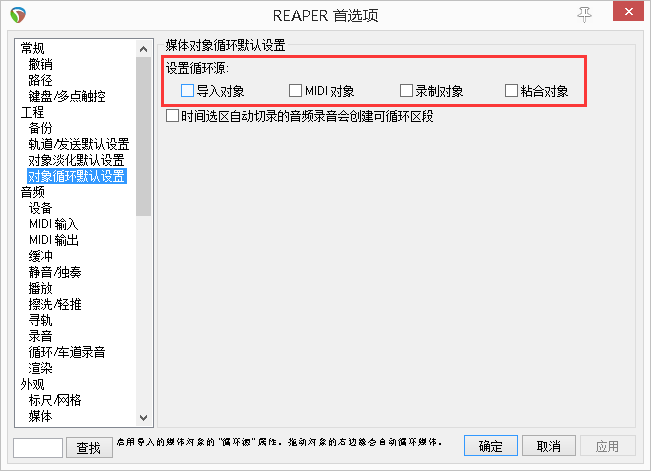 REAPER 首选项
常规
撤销
路径
键盘/多点触控
工程
备份
轨道/发送默认设置
对象淡化默认设置
对象循环默认设置
音频
设备
MIDI 输入
MIDI 输出
缓冲
静音/独奏
播放
擦洗/轻推
寻轨
录音
循环/车道录音
渲染
外观
标尺/网格
媒体
媒体对象循环默认设置
设置循环源:
导入对象 MIDI 对象 录制对象 粘合对象
时间选区自动切录的音频录音会创建可循环区段
查找
启用导入的媒体对象的"循环源"属性。拖动对象的右边缘会自动循环媒体。
确定 取消 应用